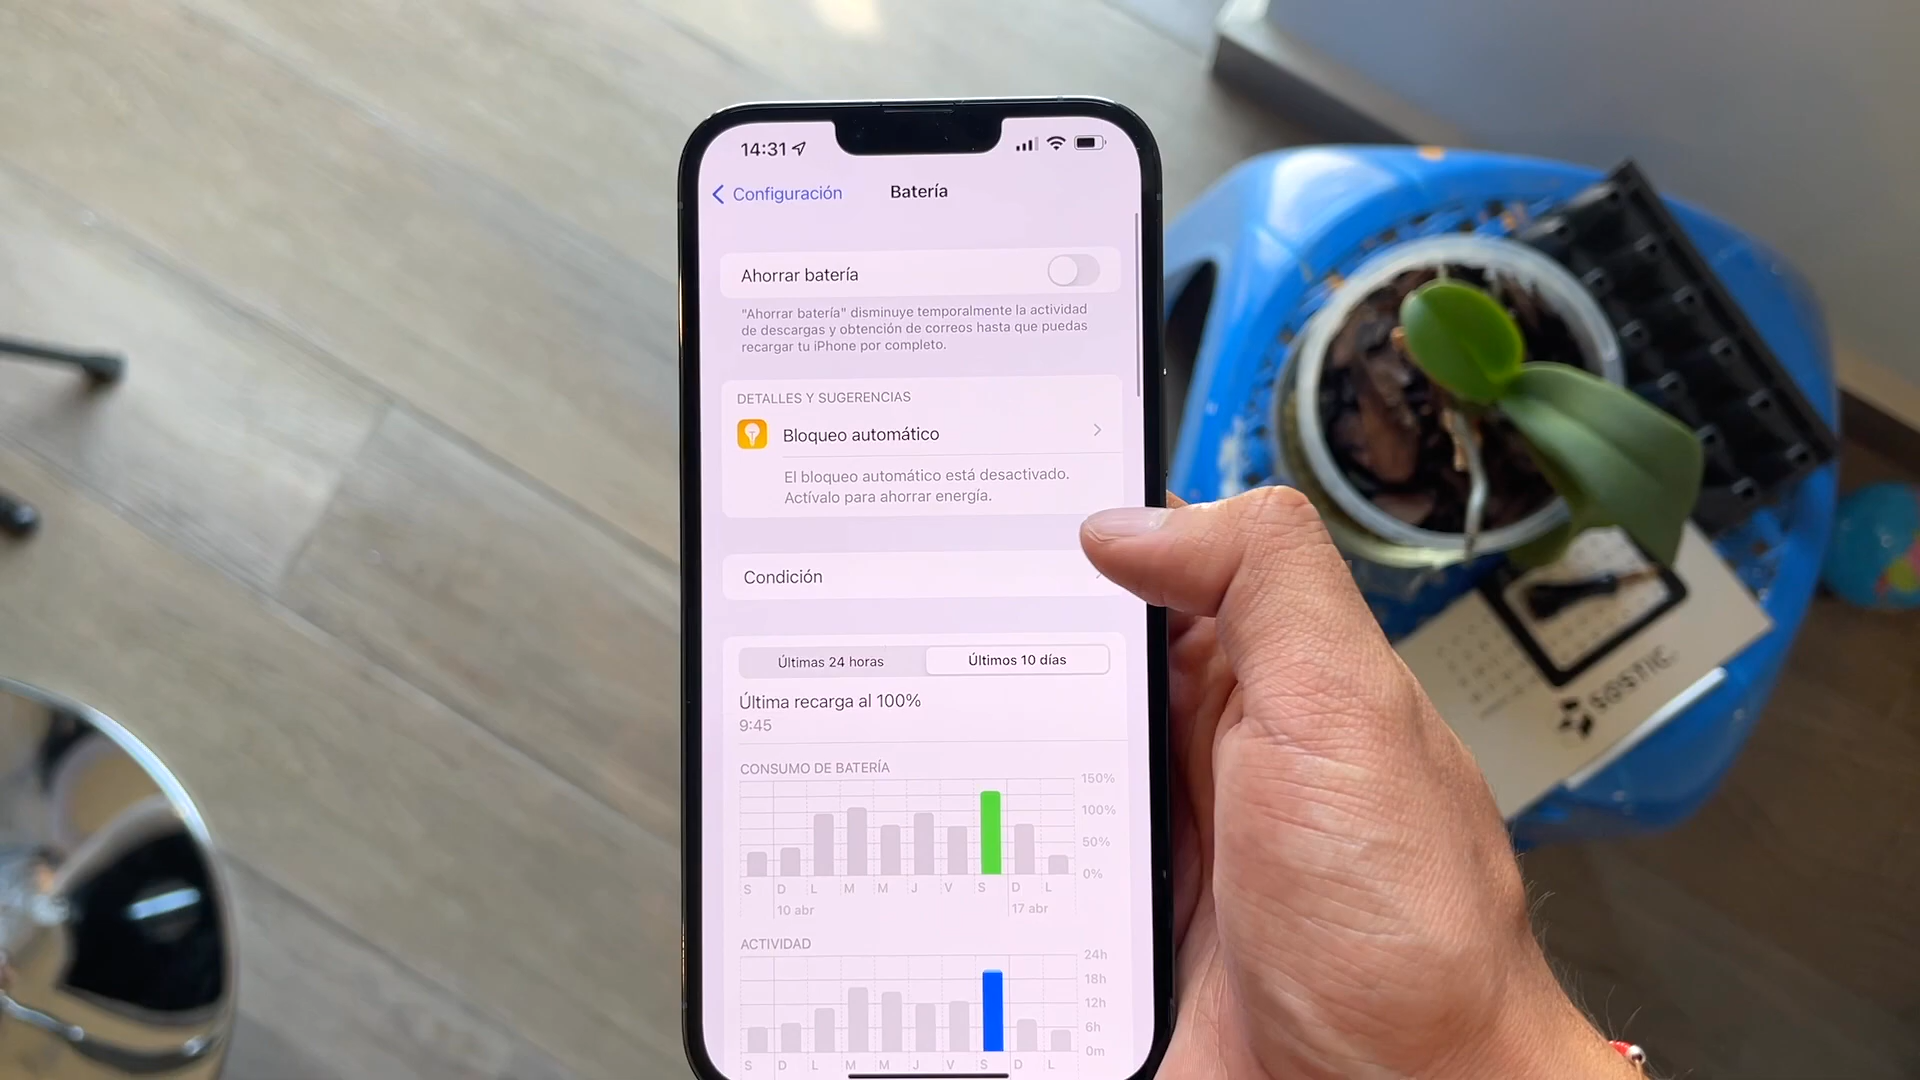 14:31
Configuración
Batería
Ahorrar batería
"Ahorrar batería" disminuye temporalmente la actividad
de descargas y obtención de correos hasta que puedas
recargar tu iPhone por completo.
DETALLES Y SUGERENCIAS
Bloqueo automático
El bloqueo automático está desactivado.
Actívalo para ahorrar energía.
Condición
Últimas 24 horas
Últimos 10 días
Última recarga al 100%
9:45
CONSUMO DE BATERÍA
150%
100%
50%
0%
S D L M M J V S D L
10 abr
17 abr
ACTIVIDAD
24h
18h
12h
6h
0m
S D L M M J V S D L